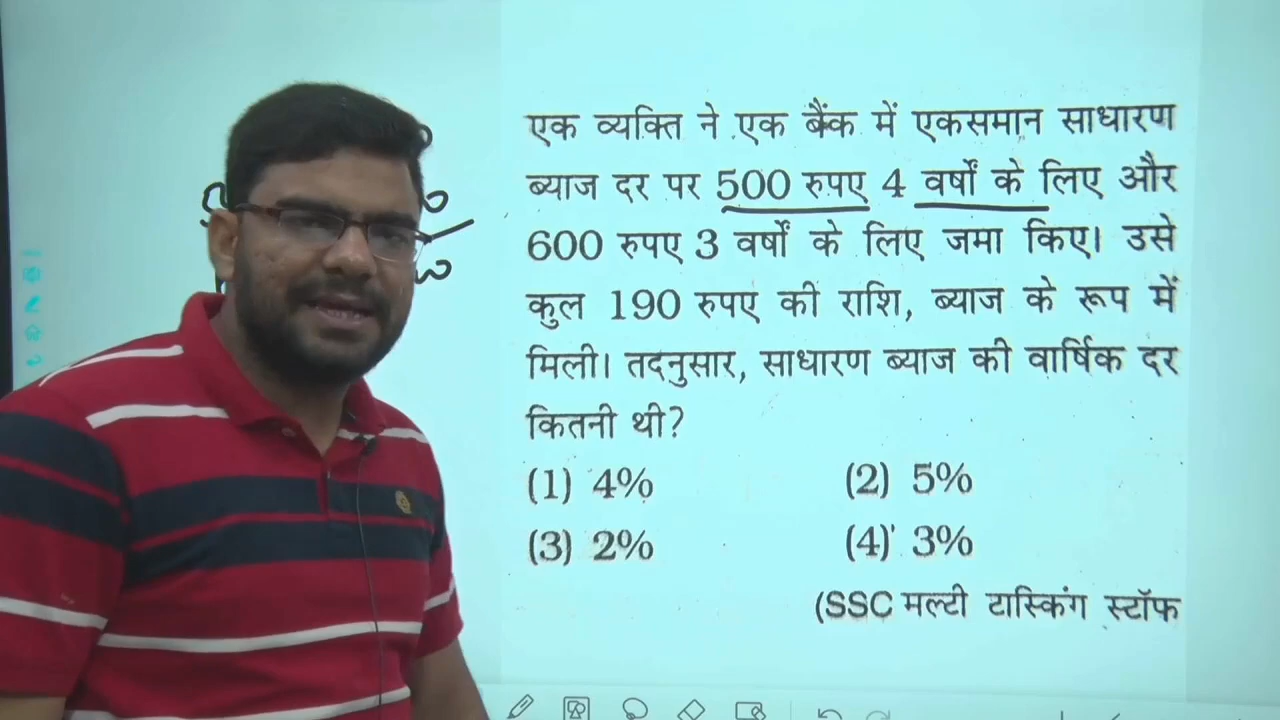 एक व्यक्ति ने एक बैंक में एकसमान साधारण
ब्याज दर पर 500 रुपए 4 वर्षों के लिए और
600 रुपए 3 वर्षों के लिए जमा किए। उसे
कुल 190 रुपए की राशि, ब्याज के रूप में
मिली। तदनुसार, साधारण ब्याज की वार्षिक दर
कितनी थी?
(1) 4% (2) 5%
(3) 2% (4) 3%
(SSC मल्टी टास्किंग स्टॉफ